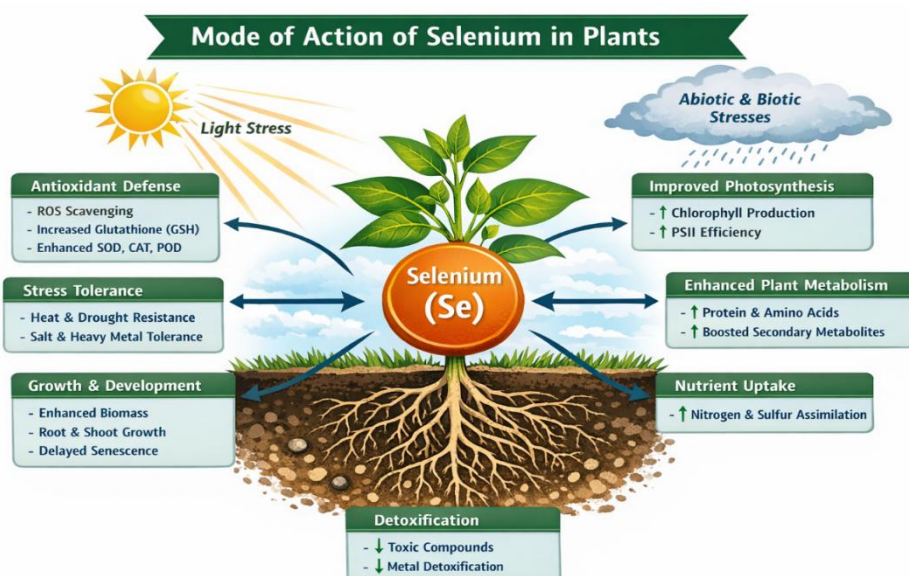 Mode of Action of Selenium in Plants
Light Stress
Abiotic & Biotic
Stresses
Antioxidant Defense
- ROS Scavenging
- Increased Glutathione (GSH)
- Enhanced SOD, CAT, POD
Stress Tolerance
- Heat & Drought Resistance
- Salt & Heavy Metal Tolerance
Growth & Development
- Enhanced Biomass
- Root & Shoot Growth
- Delayed Senescence
Selenium
(Se)
Improved Photosynthesis
- ↑ Chlorophyll Production
- ↑ PSII Efficiency
Enhanced Plant Metabolism
- ↑ Protein & Amino Acids
- ↑ Boosted Secondary Metabolites
Nutrient Uptake
- ↑ Nitrogen & Sulfur Assimilation
Detoxification
- ↓ Toxic Compounds
- ↓ Metal Detoxification